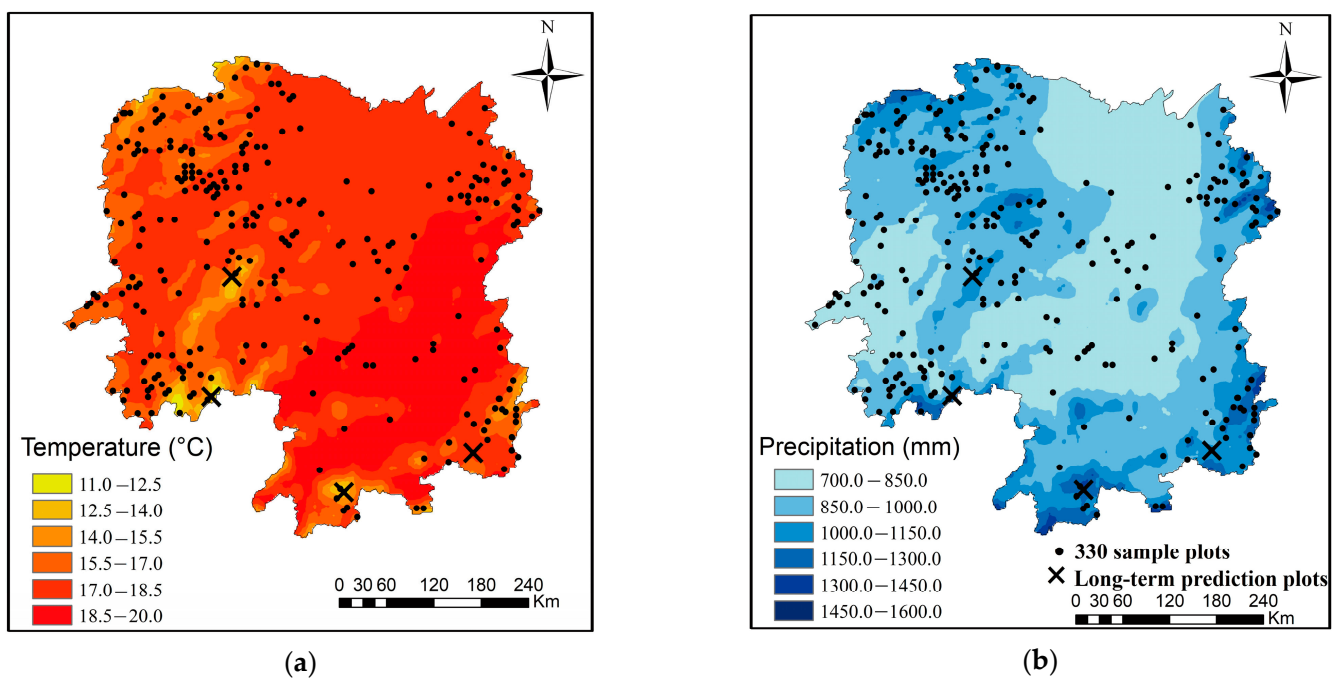 N
Temperature (°C)
11.0—12.5
12.5—14.0
14.0—15.5
15.5—17.0
17.0—18.5
18.5—20.0
0 30 60 120 180 240
Km
(a)
N
Precipitation (mm)
700.0—850.0
850.0—1000.0
1000.0—1150.0
1150.0—1300.0
1300.0—1450.0
1450.0—1600.0
330 sample plots
Long-term prediction plots
0 30 60 120 180 240
Km
(b)